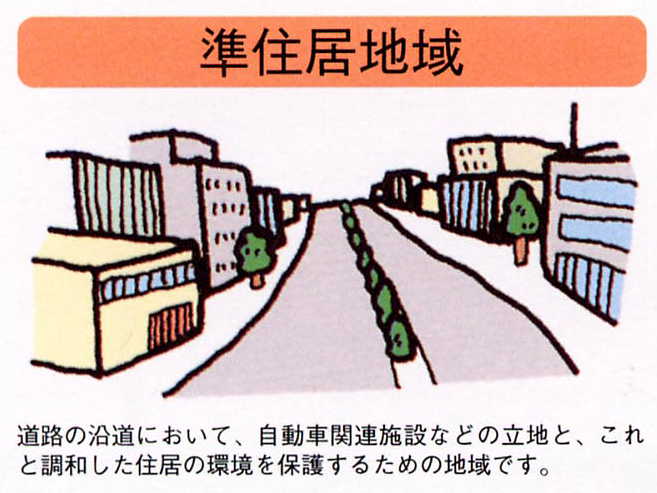 準住居地域
道路の沿道において、自動車関連施設などの立地と、これ
と調和した住居の環境を保護するための地域です。